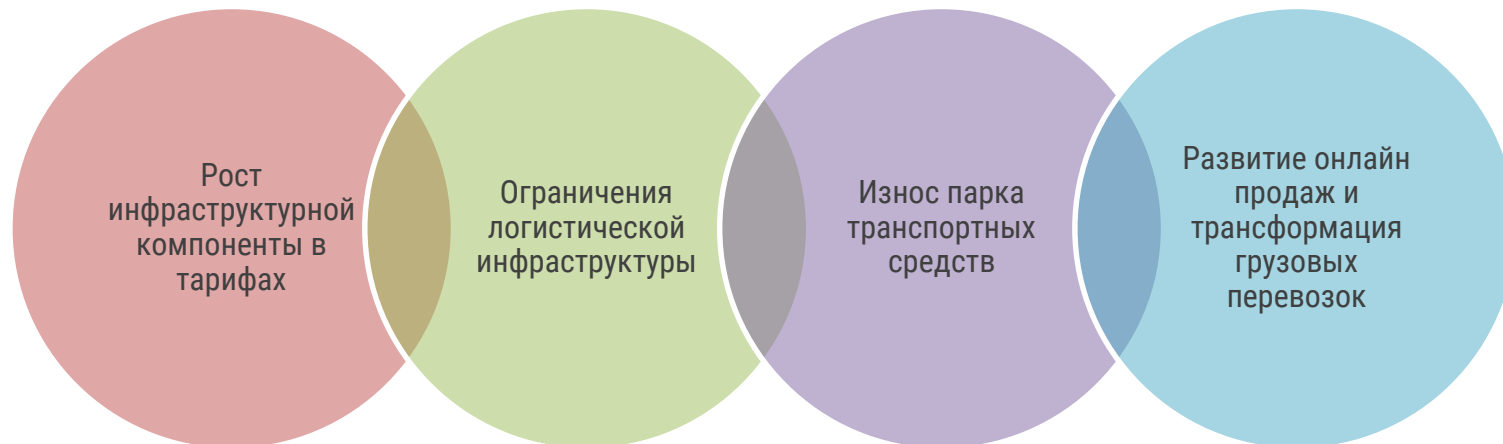 Рост
инфраструктурной
компоненты в
тарифах
Ограничения
логистической
инфраструктуры
Износ парка
транспортных
средств
Развитие онлайн
продаж и
трансформация
грузовых
перевозок